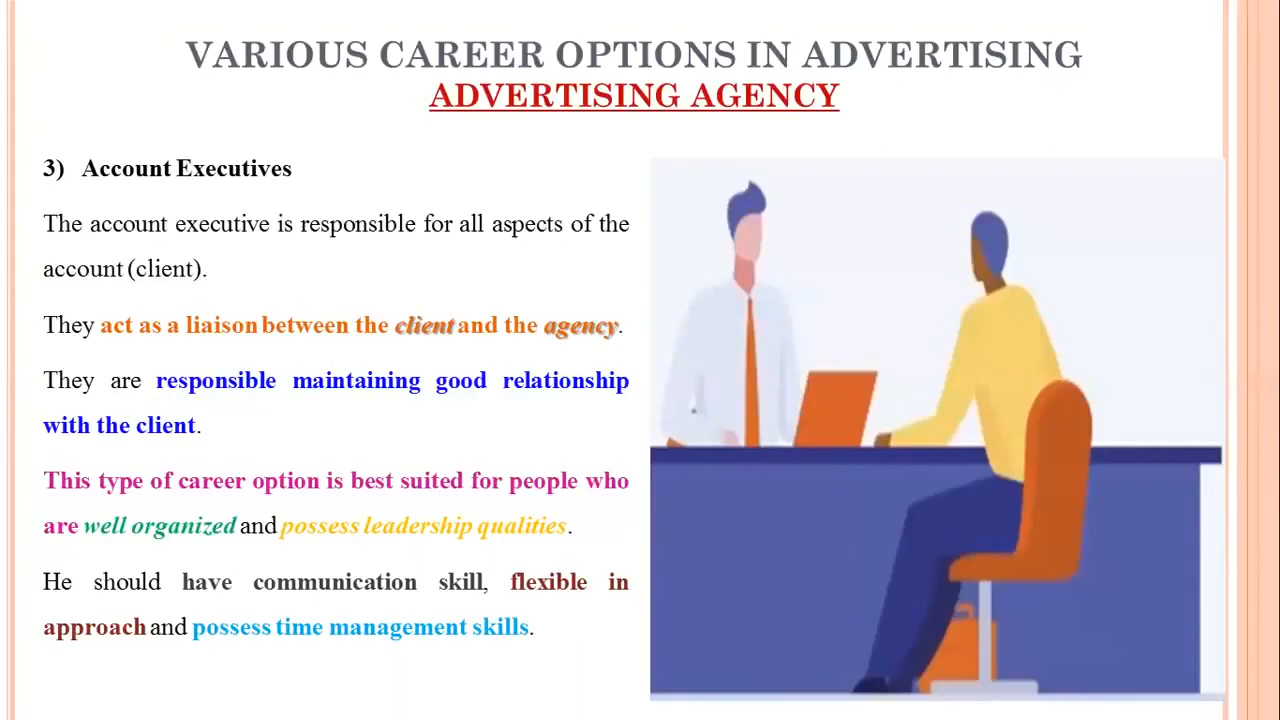 VARIOUS CAREER OPTIONS IN ADVERTISING
ADVERTISING AGENCY
3) Account Executives
The account executive is responsible for all aspects of the
account (client).
They act as a liaison between the client and the agency.
They are responsible maintaining good relationship
with the client.
This type of career option is best suited for people who
are well organized and possess leadership qualities.
He should have communication skill, flexible in
approach and possess time management skills.